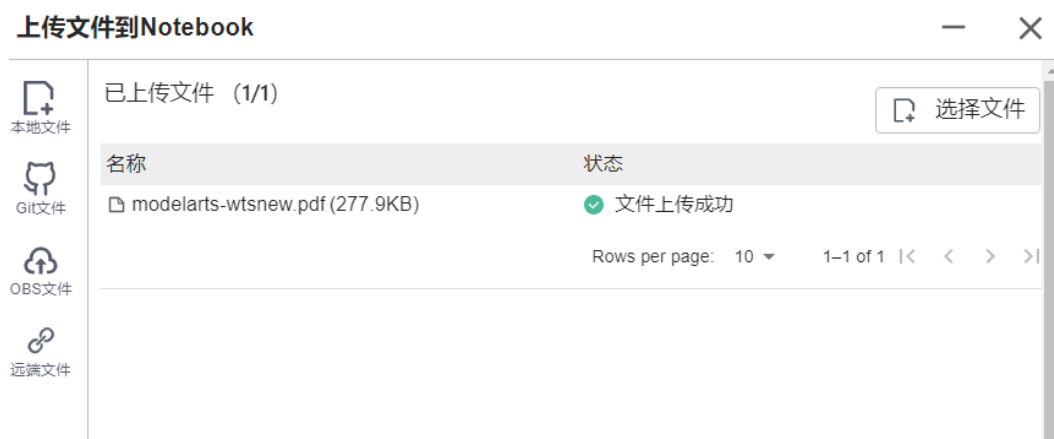 上传文件到Notebook
本地文件
Git文件
OBS文件
远端文件
已上传文件 （1/1）
选择文件
名称 状态
modelarts-wtsnew.pdf (277.9KB) 文件上传成功
Rows per page: 10 1–1 of 1